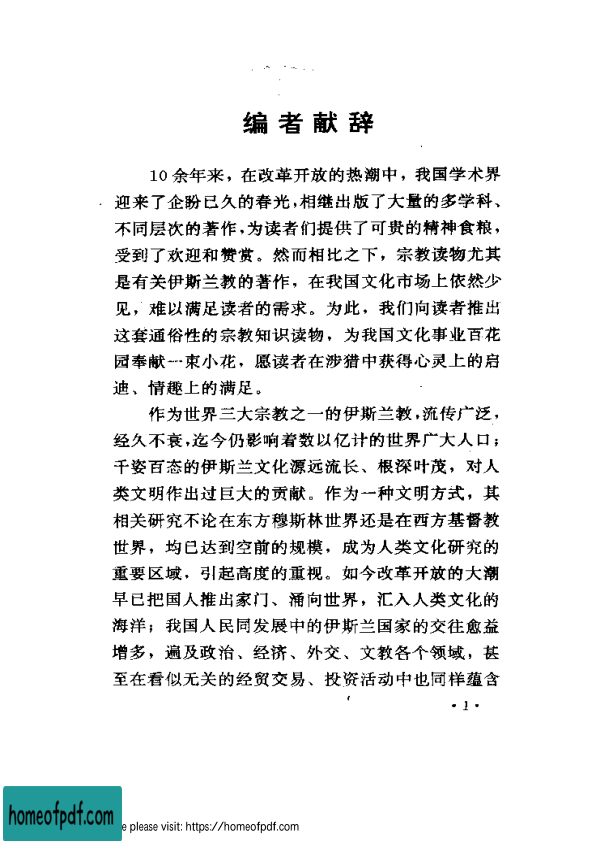 编者献辞
10余年来，在改革开放的热潮中，我国学术界
迎来了企盼已久的春光，相继出版了大量的多学科、
不同层次的著作，为读者们提供了可贵的精神食粮，
受到了欢迎和赞赏。然而相比之下，宗教读物尤其
是有关伊斯兰教的著作，在我国文化市场上依然少
见，难以满足读者的需求。为此，我们向读者推出
这套通俗性的宗教知识读物，为我国文化事业百花
园奉献一束小花，愿读者在涉猎中获得心灵上的启
迪、情趣上的满足。
作为世界三大宗教之一的伊斯兰教，流传广泛，
经久不衰，迄今仍影响着数以亿计的世界广大人口；
千姿百态的伊斯兰文化源远流长、根深叶茂，对人
类文明作出过巨大的贡献。作为一种文明方式，其
相关研究不论在东方穆斯林世界还是在西方基督教
世界，均已达到空前的规模，成为人类文化研究的
重要区域，引起高度的重视。如今改革开放的大潮
早已把国人推出家门、涌向世界，汇入人类文化的
海洋；我国人民同发展中的伊斯兰国家的交往愈益
增多，遍及政治、经济、外交、文教各个领域，甚
至在看似无关的经贸交易、投资活动中也同样蕴含
·1·
homeofpdf.com
e please visit: https://homeofpdf.com